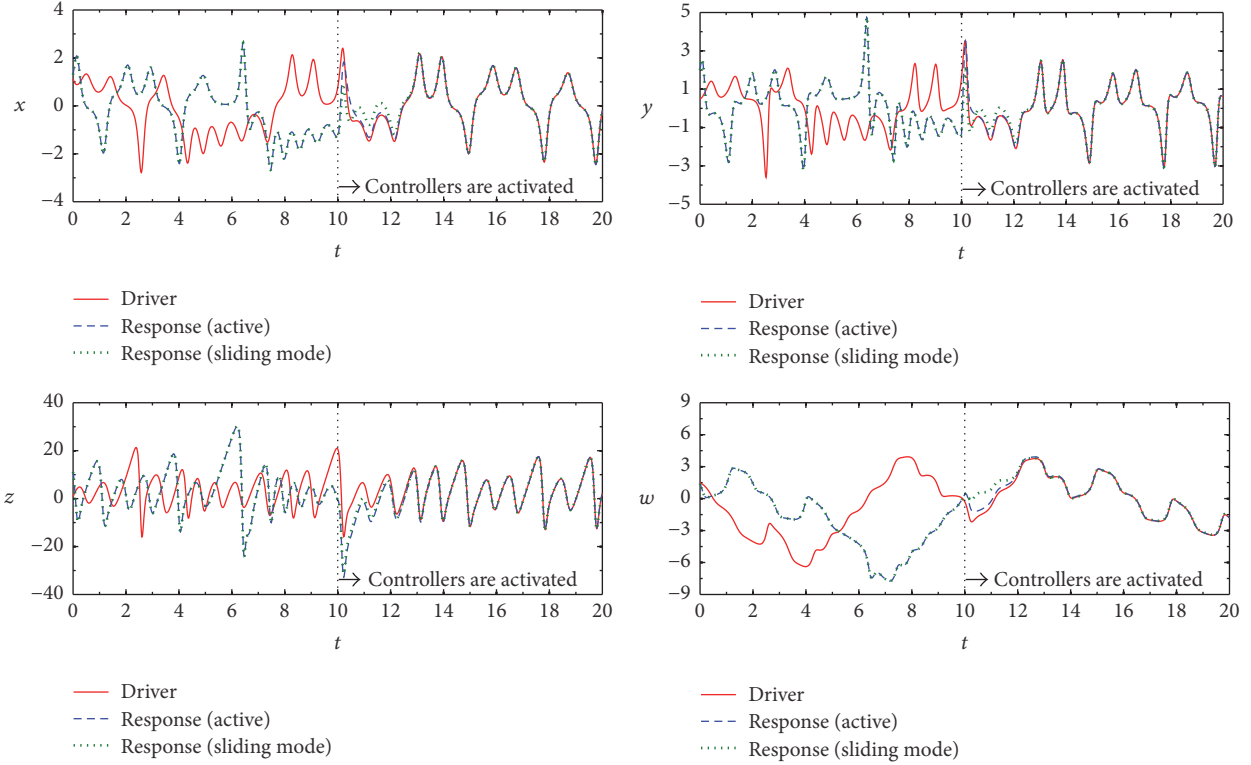 4
2
0
−2
−4
x
0 2 4 6 8 10 12 14 16 18 20
t
→ Controllers are activated
Driver
Response (active)
Response (sliding mode)
5
3
1
−1
−3
−5
y
0 2 4 6 8 10 12 14 16 18 20
t
→ Controllers are activated
Driver
Response (active)
Response (sliding mode)
40
20
0
−20
−40
z
0 2 4 6 8 10 12 14 16 18 20
t
→ Controllers are activated
Driver
Response (active)
Response (sliding mode)
9
6
3
0
−3
−6
−9
w
0 2 4 6 8 10 12 14 16 18 20
t
→ Controllers are activated
Driver
Response (active)
Response (sliding mode)